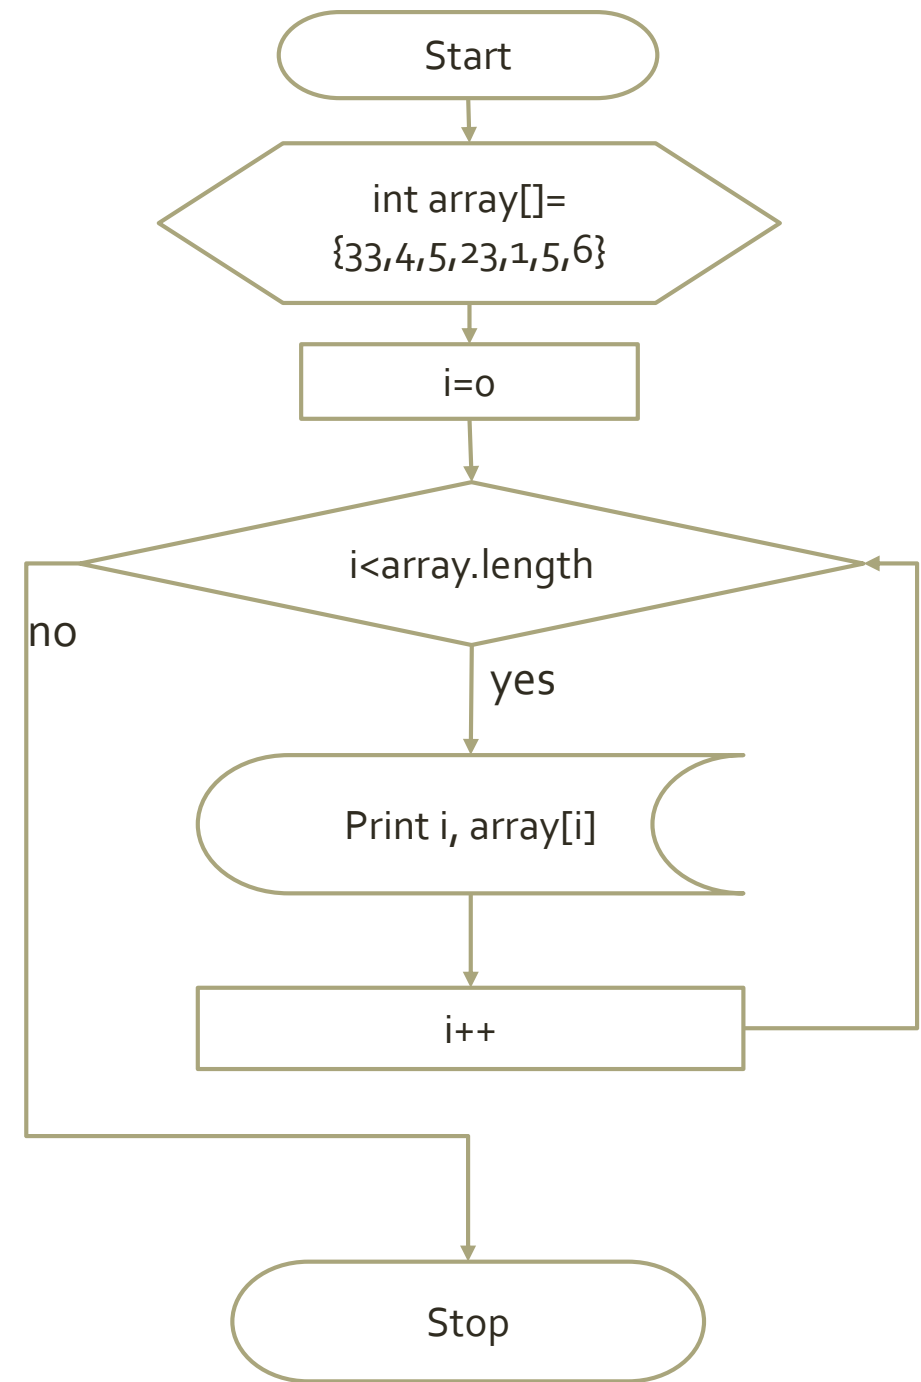 Start
int array[]=
{33,4,5,23,1,5,6}
i=0
i<array.length
no
yes
Print i, array[i]
i++
Stop